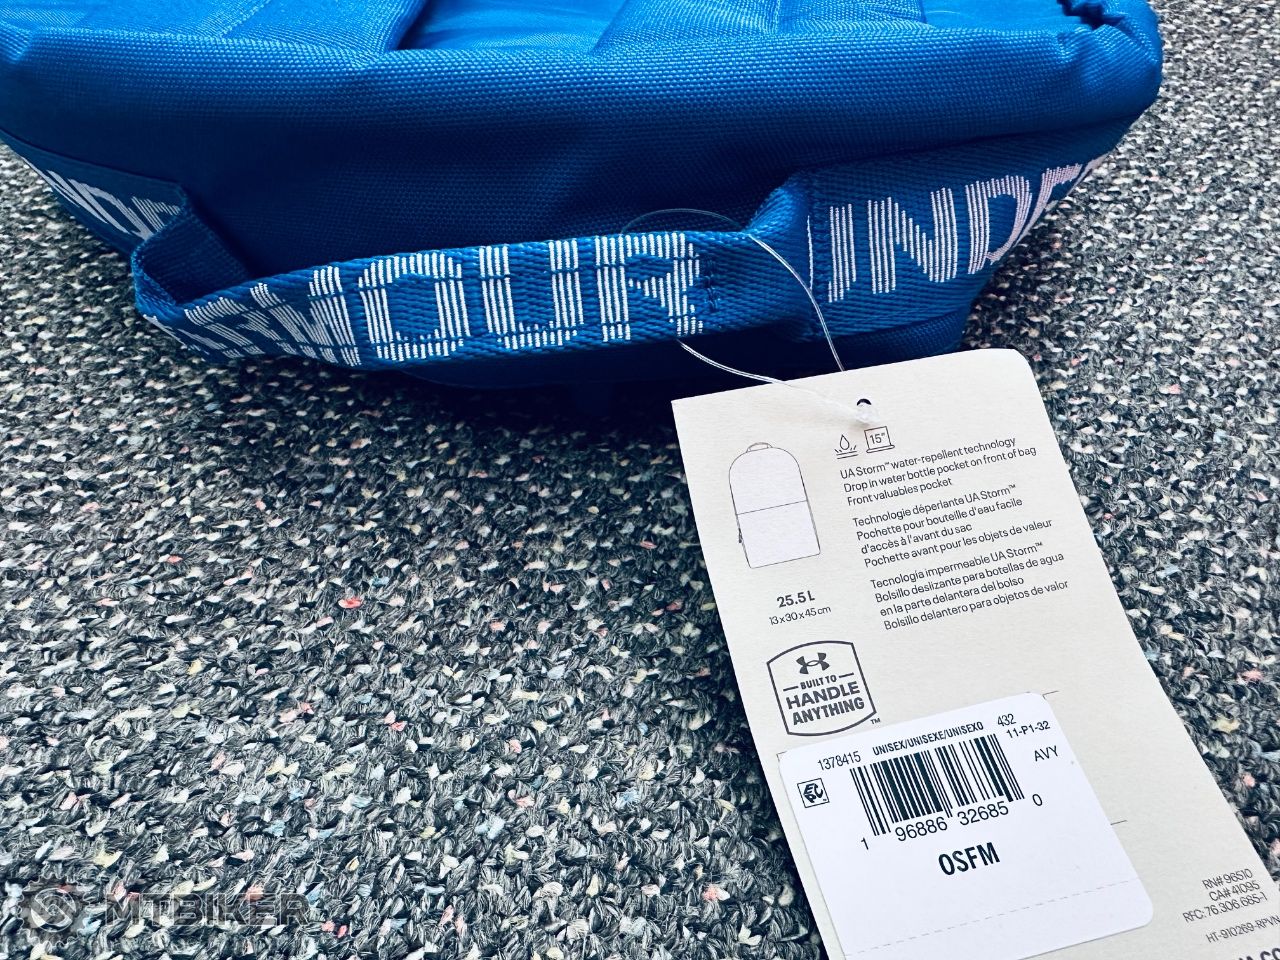 UNDE
ARMOUR
UNDE
15"
UA Storm™ water-repellent technology
Drop in water bottle pocket on front of bag
Front valuables pocket
Technologie déperlante UA Storm™
Pochette pour bouteille d'eau facile
d'accès à l'avant du sac
Pochette avant pour les objets de valeur
Tecnología impermeable UA Storm™
Bolsillo deslizante para botellas de agua
en la parte delantera del bolso
Bolsillo delantero para objetos de valor
25.5 L
13 x 30 x 45 cm
BUILT TO
HANDLE
ANYTHING™
1378415 UNISEX/UNISEXE/UNISEXO 432
11-P1-32
AVY
1 96886 32685 0
OSFM
RN# 96510
CA# 41095
RFC: 76.306.685-1
HT-910269-RPVW
MTBIKER